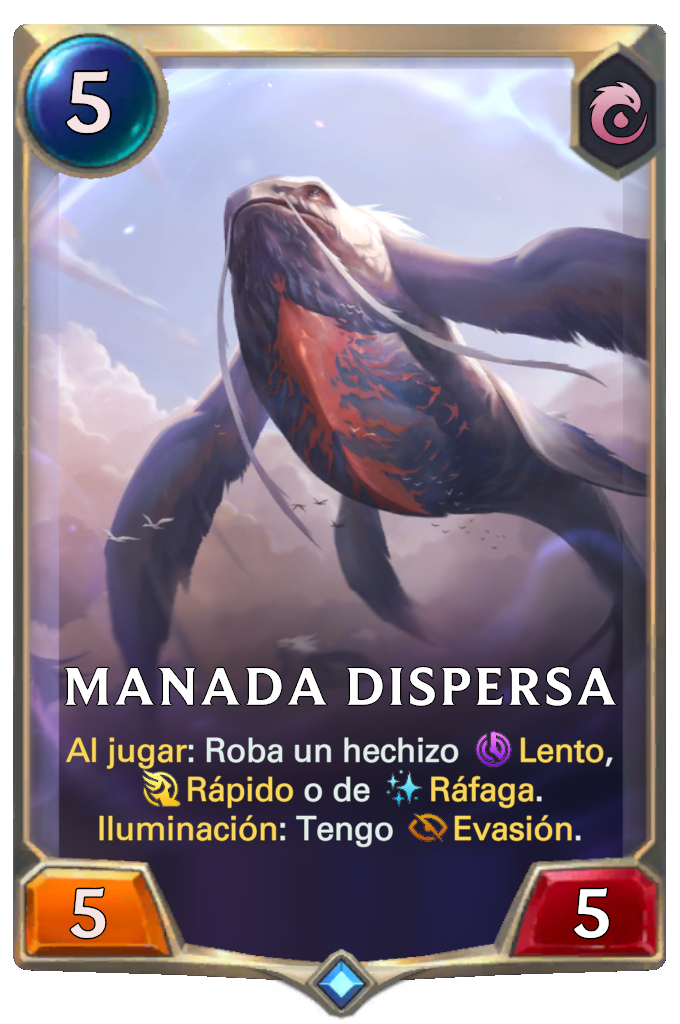 5
MANADA DISPERSA
Al jugar: Roba un hechizo Lento,
Rápido o de Ráfaga.
Iluminación: Tengo Evasión.
5
5